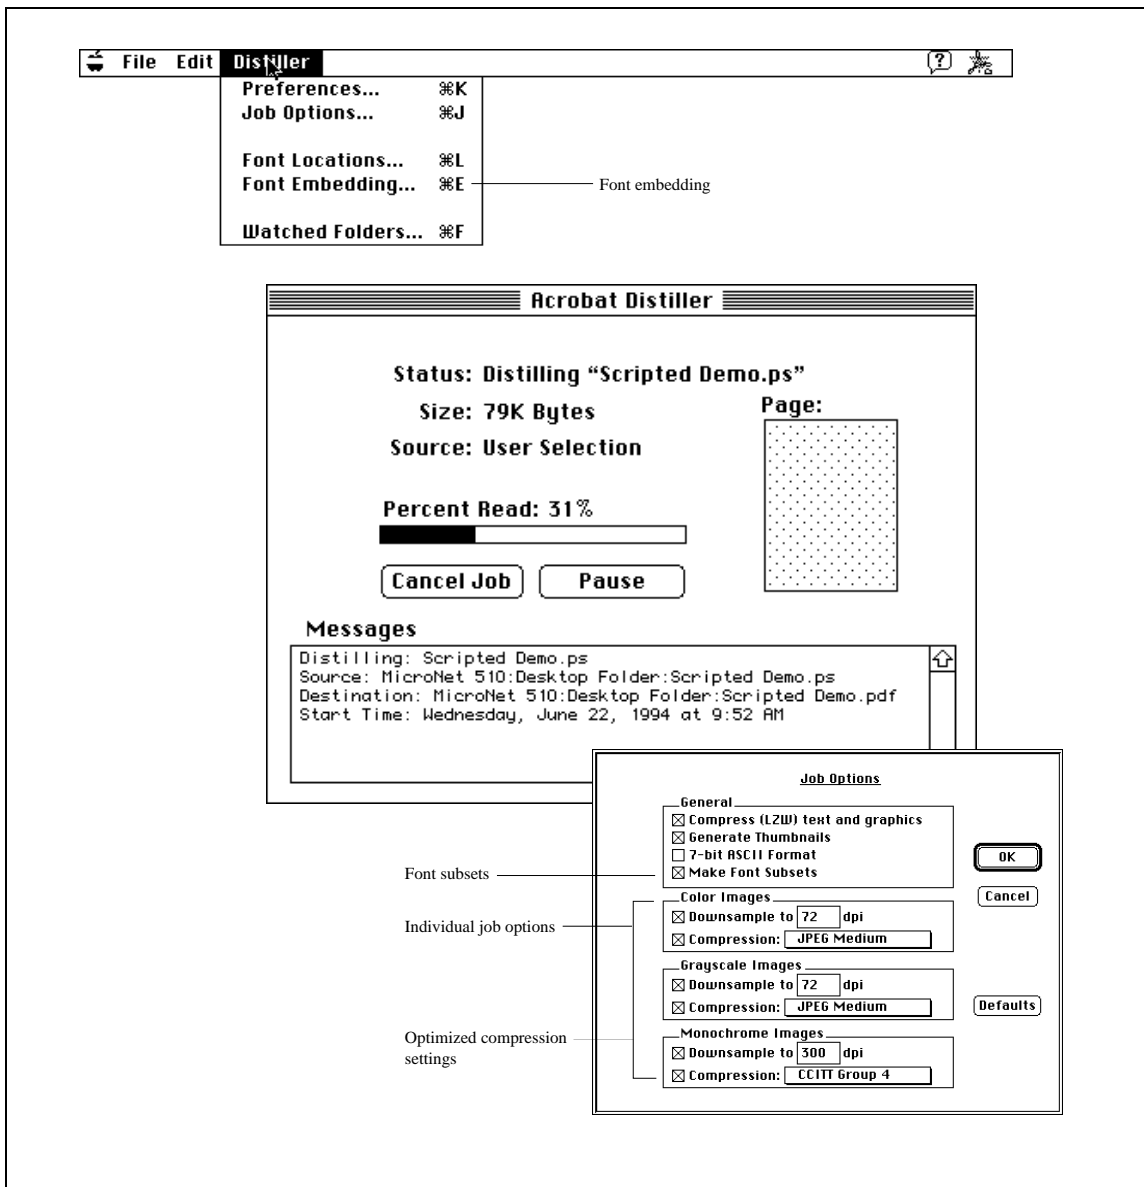 File Edit Distiller
Preferences... ⌘K
Job Options... ⌘J
Font Locations... ⌘L
Font Embedding... ⌘E
Font embedding
Watched Folders... ⌘F
Acrobat Distiller
Status: Distilling “Scripted Demo.ps”
Size: 79K Bytes
Page:
Source: User Selection
Percent Read: 31%
Cancel Job Pause
Messages
Distilling: Scripted Demo.ps
Source: MicroNet 510:Desktop Folder:Scripted Demo.ps
Destination: MicroNet 510:Desktop Folder:Scripted Demo.pdf
Start Time: Wednesday, June 22, 1994 at 9:52 AM
Job Options
General
Compress (LZW) text and graphics
Generate Thumbnails
7-bit ASCII Format
OK
Make Font Subsets
Font subsets
Cancel
Color Images
Downsample to 72 dpi
Individual job options
Compression: JPEG Medium
Grayscale Images
Downsample to 72 dpi
Compression: JPEG Medium
Defaults
Monochrome Images
Optimized compression
settings
Downsample to 300 dpi
Compression: CCITT Group 4